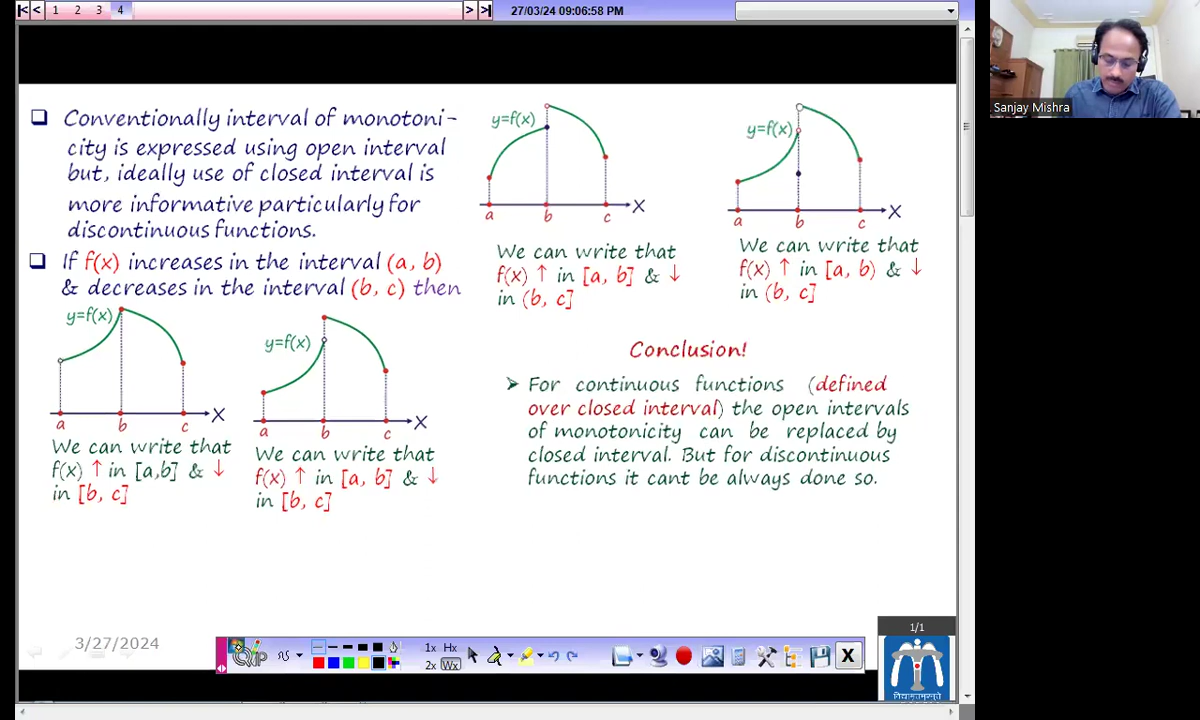 1 2 3 4
27/03/24 09:06:58 PM
Sanjay Mishra
Conventionally interval of monotoni-
city is expressed using open interval
but, ideally use of closed interval is
more informative particularly for
discontinuous functions.
If f(x) increases in the interval (a, b)
& decreases in the interval (b, c) then
y=f(x)
a b c X
We can write that
f(x) ↑ in [a,b] & ↓
in [b, c]
y=f(x)
a b c X
We can write that
f(x) ↑ in [a, b] & ↓
in [b, c]
y=f(x)
a b c X
We can write that
f(x) ↑ in [a, b] & ↓
in (b, c]
y=f(x)
a b c X
We can write that
f(x) ↑ in [a, b) & ↓
in (b, c]
Conclusion!
➢ For continuous functions (defined
over closed interval) the open intervals
of monotonicity can be replaced by
closed interval. But for discontinuous
functions it cant be always done so.
3/27/2024
1x Hx
2x Wx
X
1/1